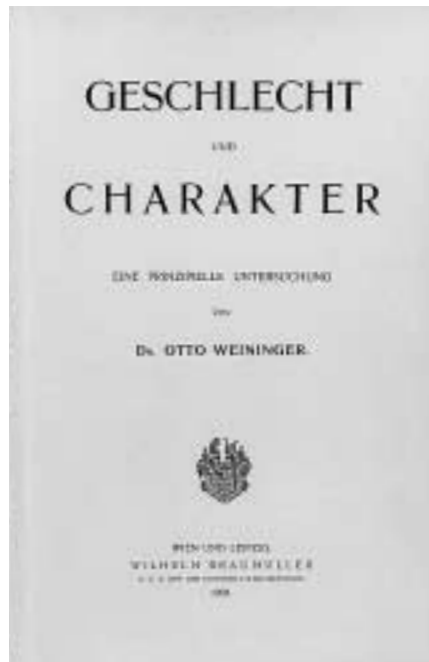 GESCHLECHT
UND
CHARAKTER
EINE PRINZIPIELLE UNTERSUCHUNG
VON
DR. OTTO WEININGER.
WIEN UND LEIPZIG
WILHELM BRAUMÜLLER